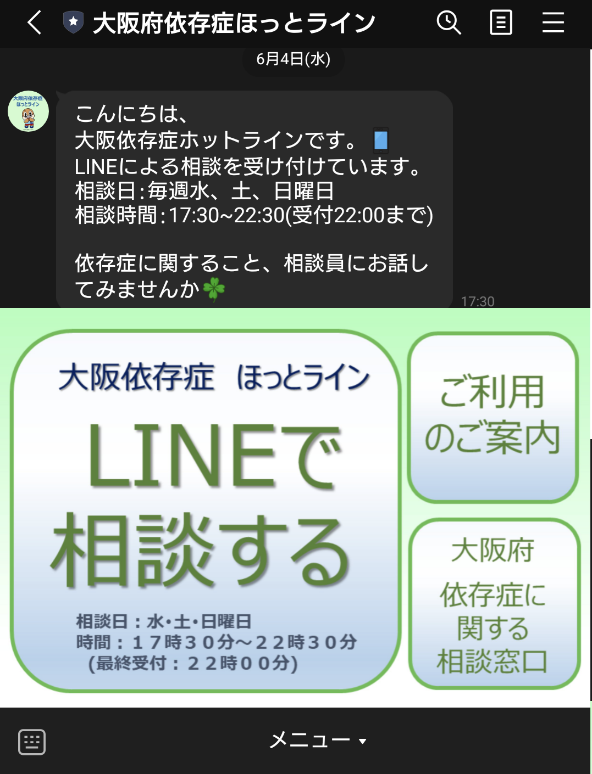 大阪府依存症ほっとライン
6月4日(水)
こんにちは、
大阪依存症ホットラインです。
LINEによる相談を受け付けています。
相談日:毎週水、土、日曜日
相談時間:17:30~22:30(受付22:00まで)
依存症に関すること、相談員にお話し
てみませんか🍀
17:30
大阪依存症 ほっとライン
LINEで
相談する
相談日：水・土・日曜日
時間：１７時３０分～２２時３０分
(最終受付：２２時００分)
ご利用
のご案内
大阪府
依存症に
関する
相談窓口
メニュー